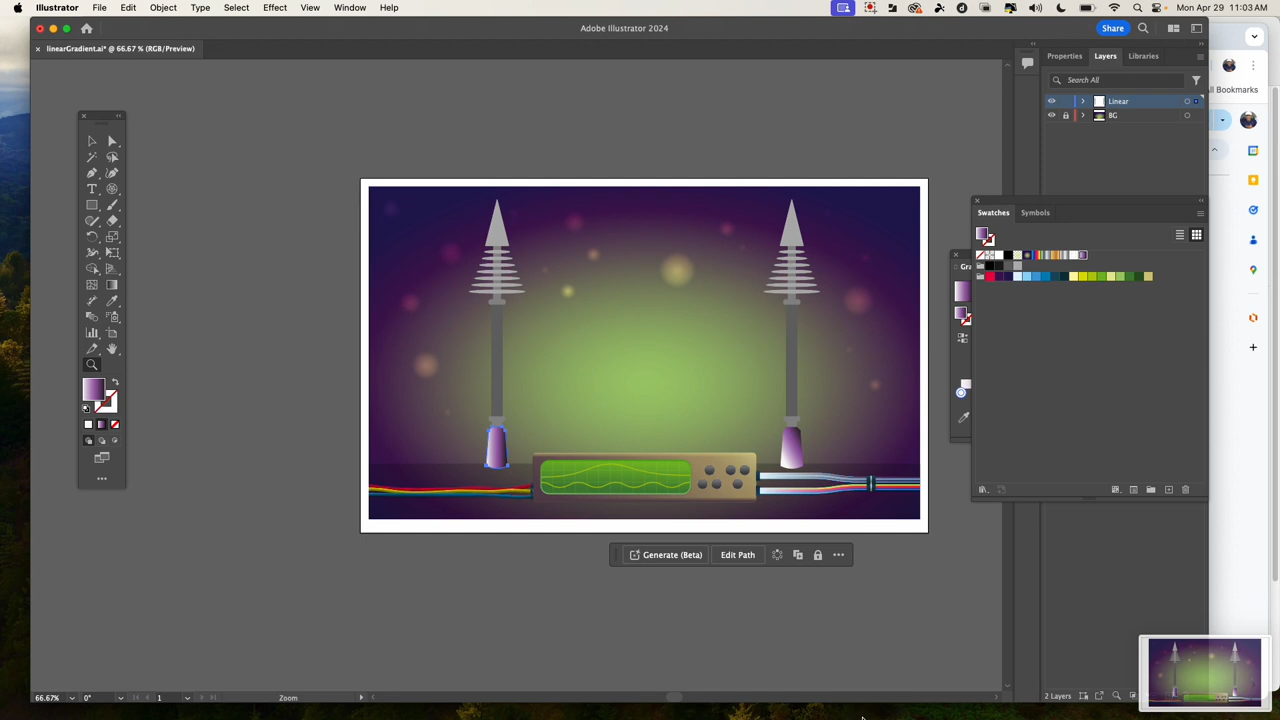 Illustrator File Edit Object Type Select Effect View Window Help
Mon Apr 29 11:03 AM
Adobe Illustrator 2024
Share
linearGradient.ai* @ 66.67 % (RGB/Preview)
Properties Layers Libraries
Search All
Linear
BG
All Bookmarks
Swatches Symbols
Gra
Generate (Beta) Edit Path
66.67% 0° 1 Zoom
2 Layers